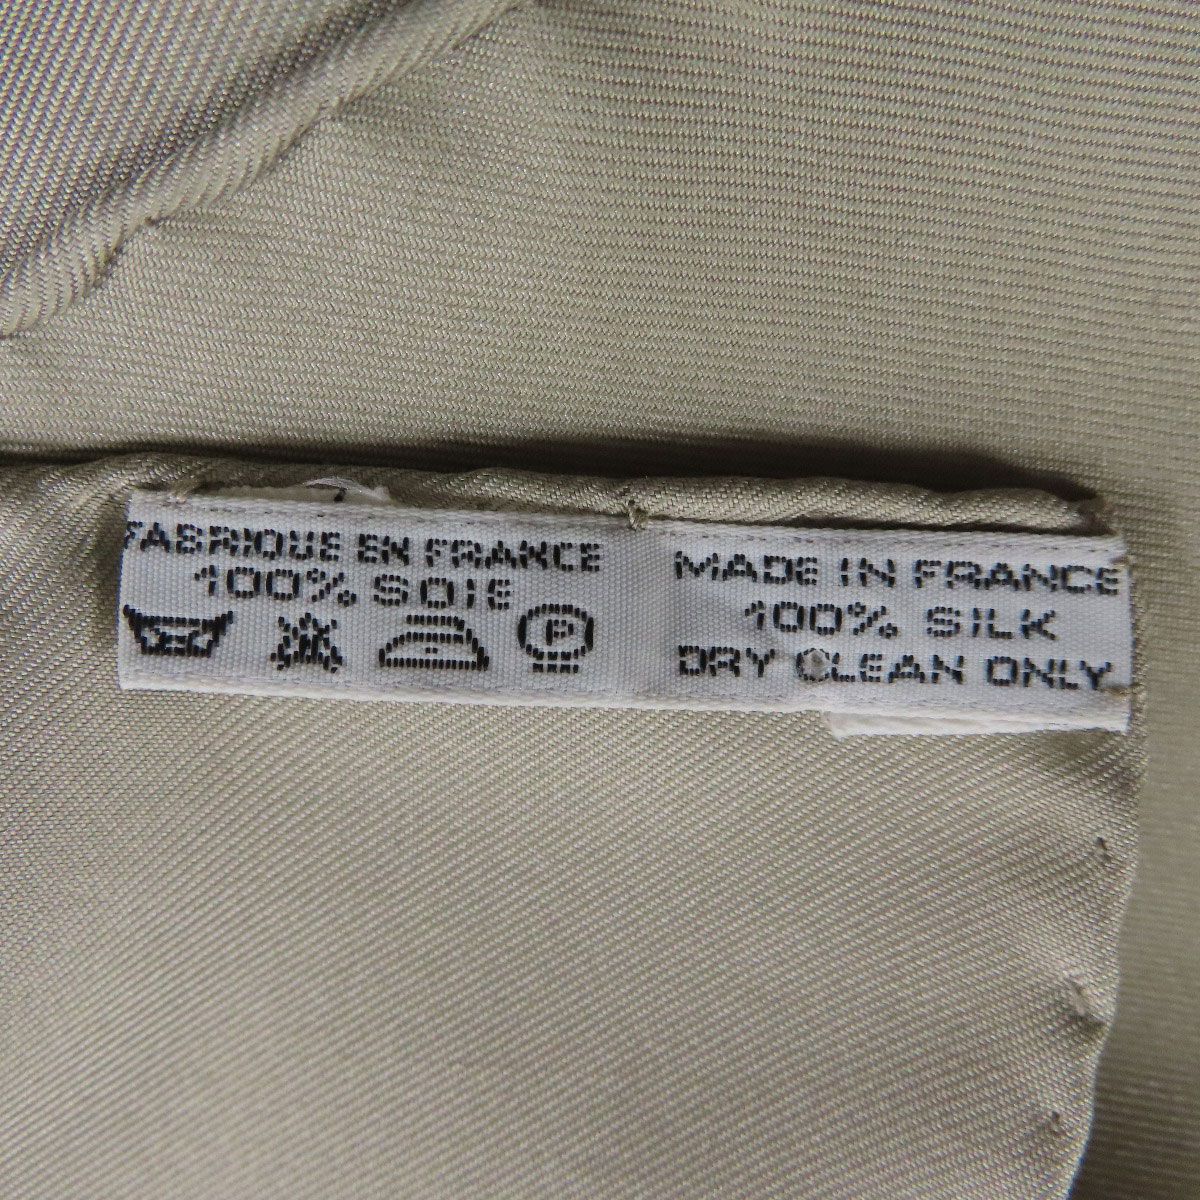 FABRIQUE EN FRANCE
100% SOIE
P
MADE IN FRANCE
100% SILK
DRY CLEAN ONLY